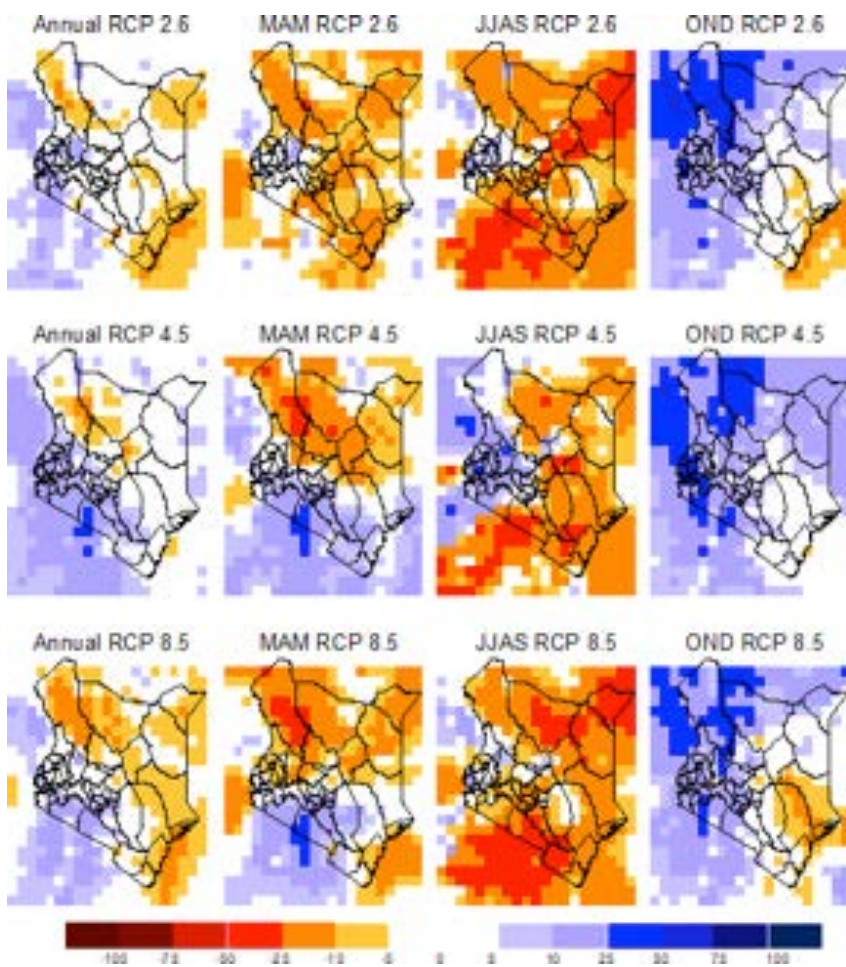 Annual RCP 2.6 MAM RCP 2.6 JJAS RCP 2.6 OND RCP 2.6
Annual RCP 4.5 MAM RCP 4.5 JJAS RCP 4.5 OND RCP 4.5
Annual RCP 8.5 MAM RCP 8.5 JJAS RCP 8.5 OND RCP 8.5
-100 -75 -50 -25 -10 -5 0 5 10 25 50 75 100